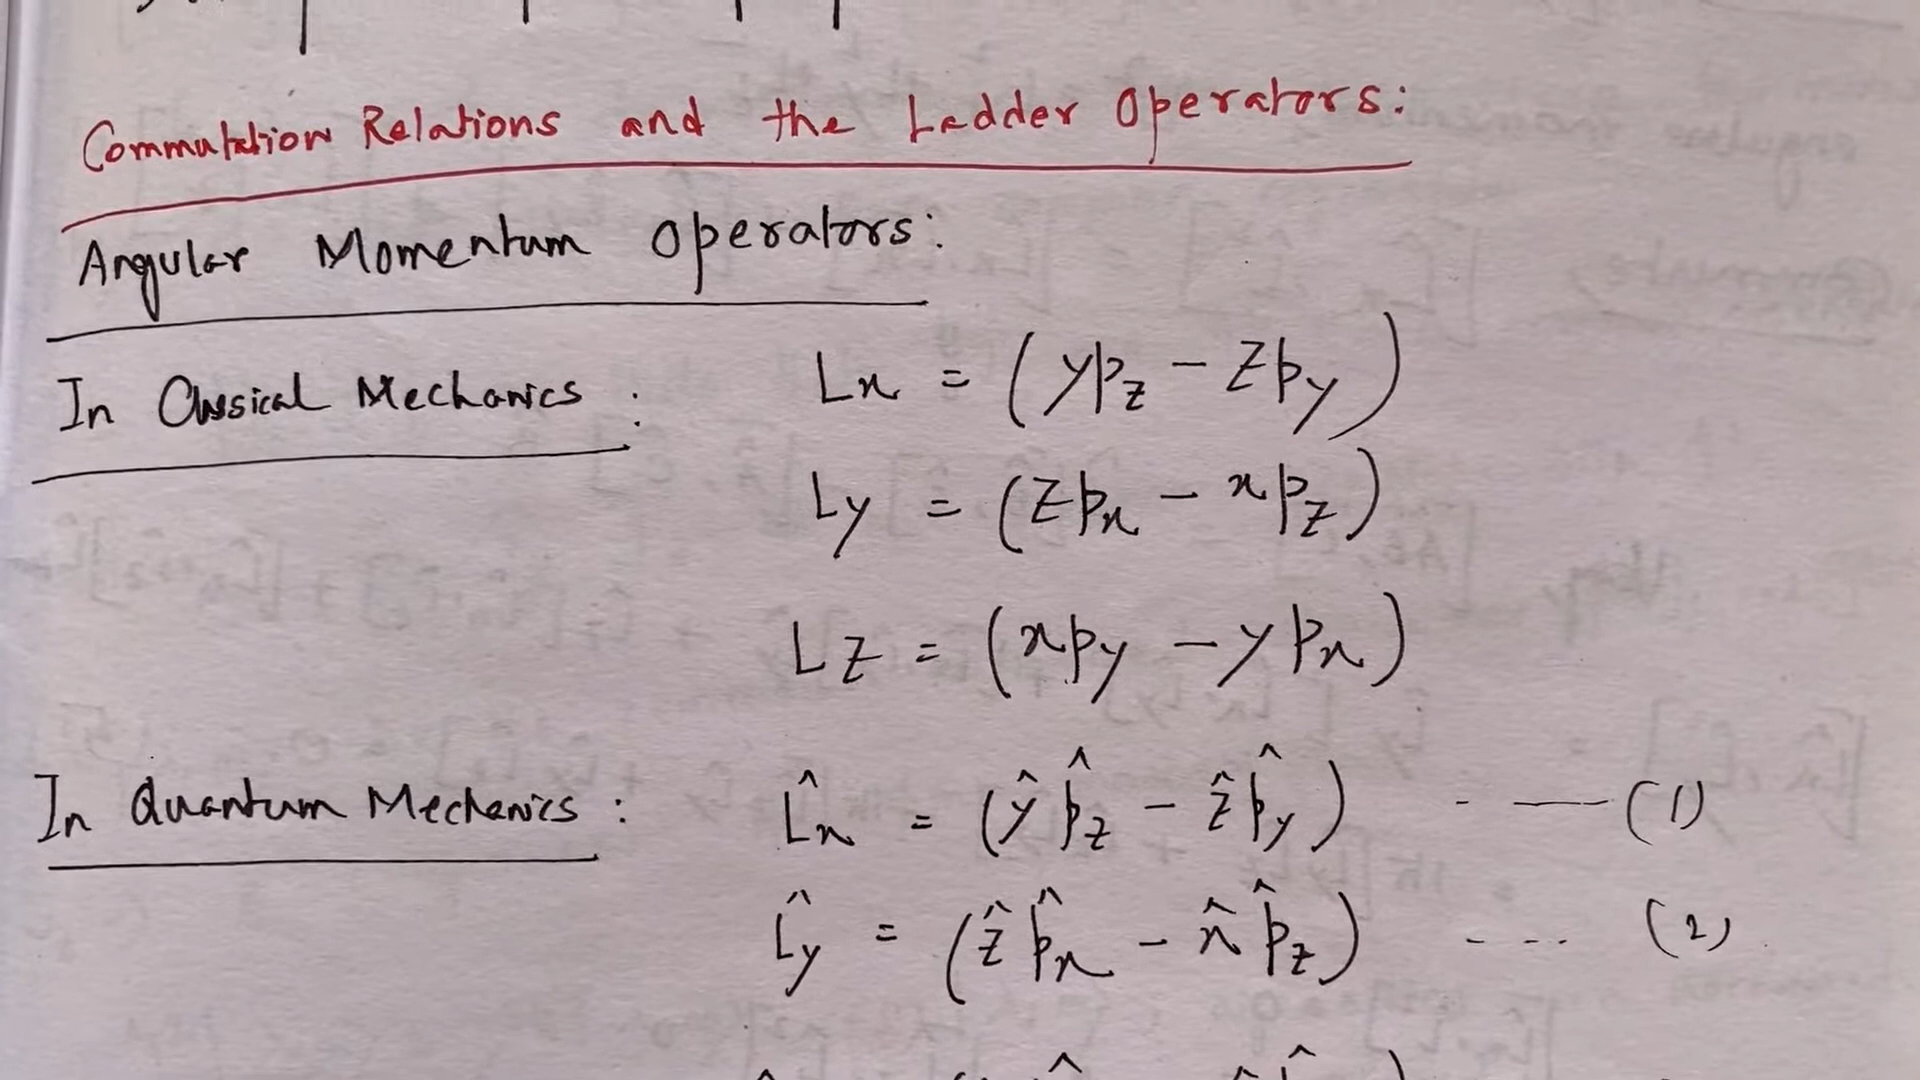 Commutation Relations and the Ladder Operators:
Angular Momentum Operators:
In Classical Mechanics : Lx = (ypz - zpy)
Ly = (zpx - xpz)
Lz = (xpy - ypx)
In Quantum Mechanics : L̂x = (ŷp̂z - ẑp̂y) - — (1)
L̂y = (ẑp̂x - x̂p̂z) - --- (2)